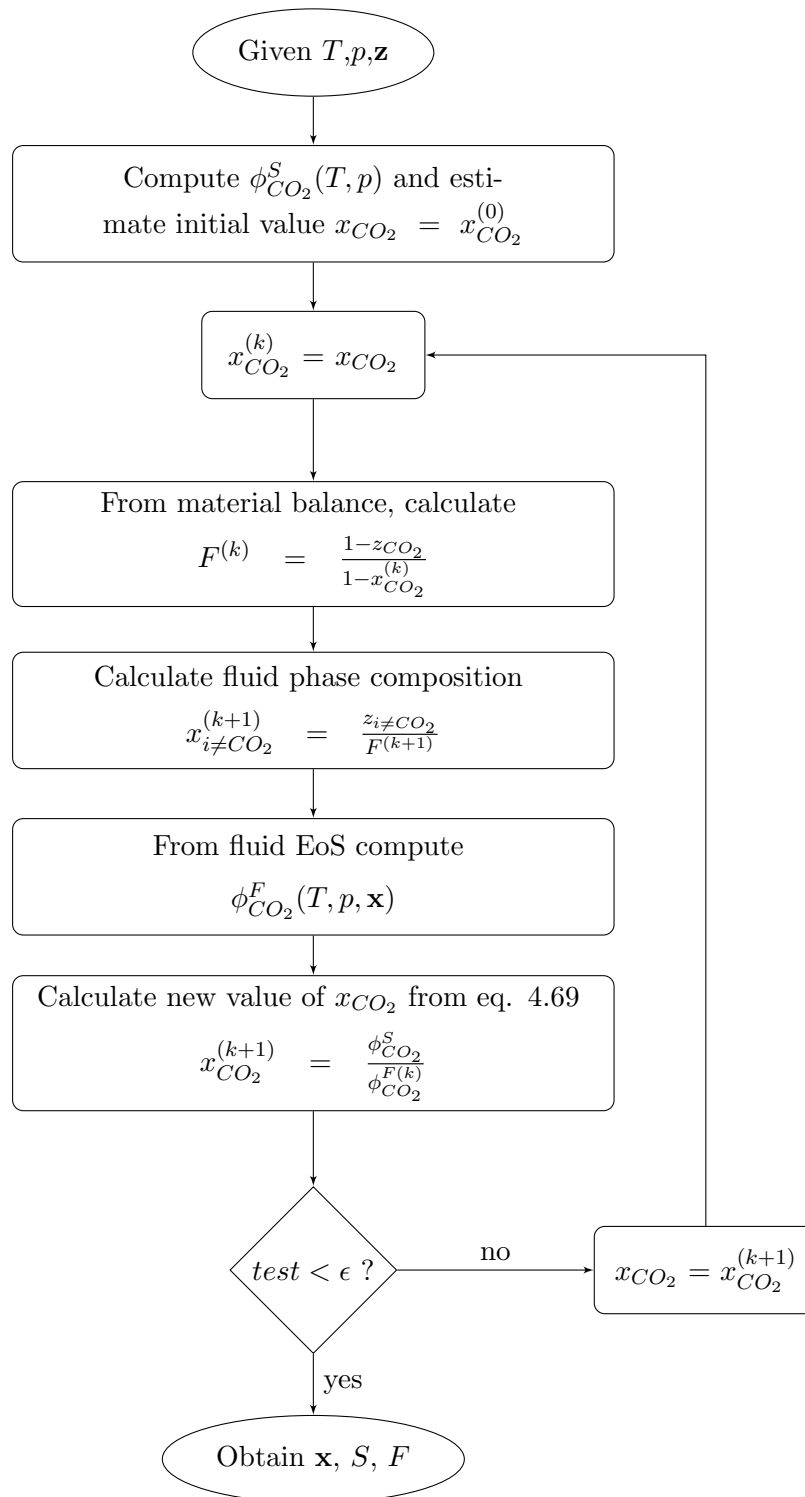 Given T,p,z
Compute ϕ^S_{CO_2}(T, p) and esti-
mate initial value x_{CO_2} = x^{(0)}_{CO_2}
x^{(k)}_{CO_2} = x_{CO_2}
From material balance, calculate
F^{(k)} = \frac{1−z_{CO_2}}{1−x^{(k)}_{CO_2}}
Calculate fluid phase composition
x^{(k+1)}_{i≠CO_2} = \frac{z_{i≠CO_2}}{F^{(k+1)}}
From fluid EoS compute
ϕ^F_{CO_2}(T, p, x)
Calculate new value of x_{CO_2} from eq. 4.69
x^{(k+1)}_{CO_2} = \frac{ϕ^S_{CO_2}}{ϕ^{F(k)}_{CO_2}}
test < ϵ ?
no
x_{CO_2} = x^{(k+1)}_{CO_2}
yes
Obtain x, S, F